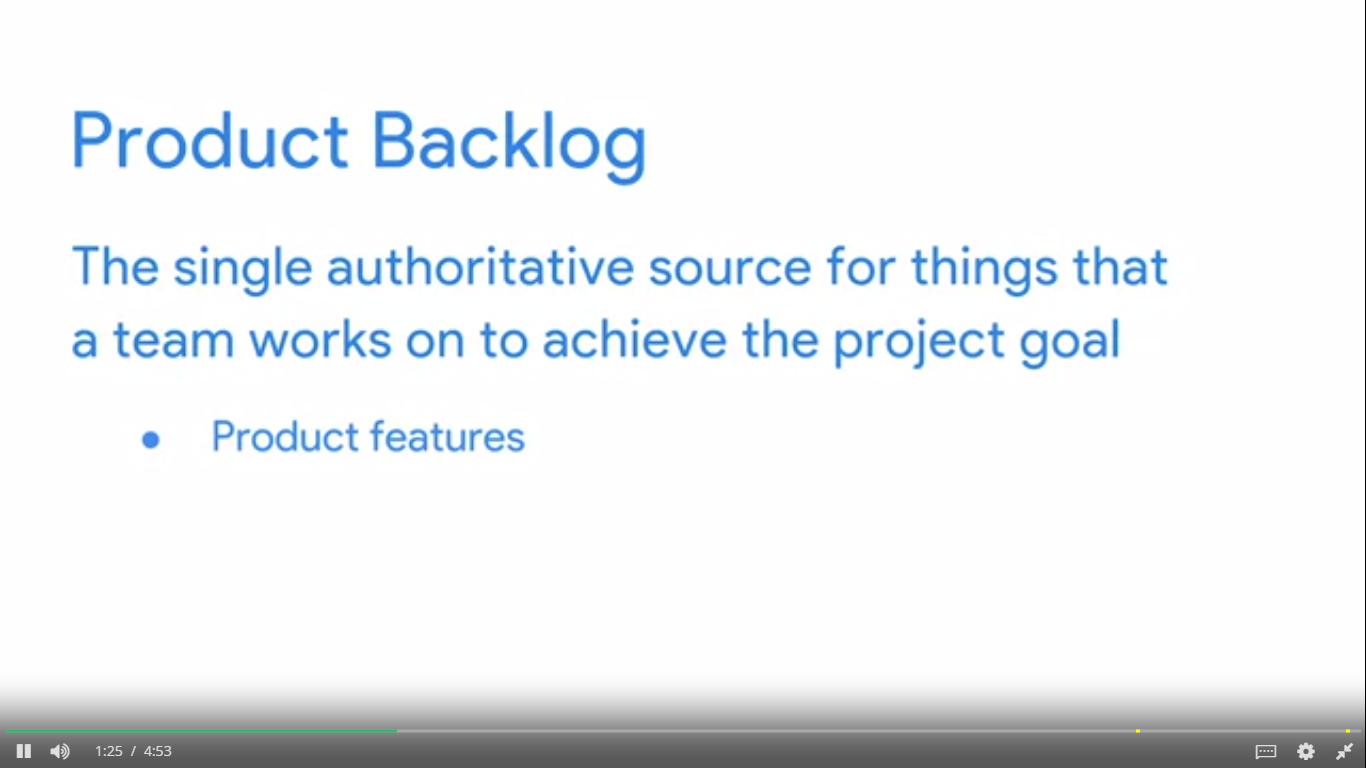 Product Backlog
The single authoritative source for things that
a team works on to achieve the project goal
● Product features
1:25 / 4:53